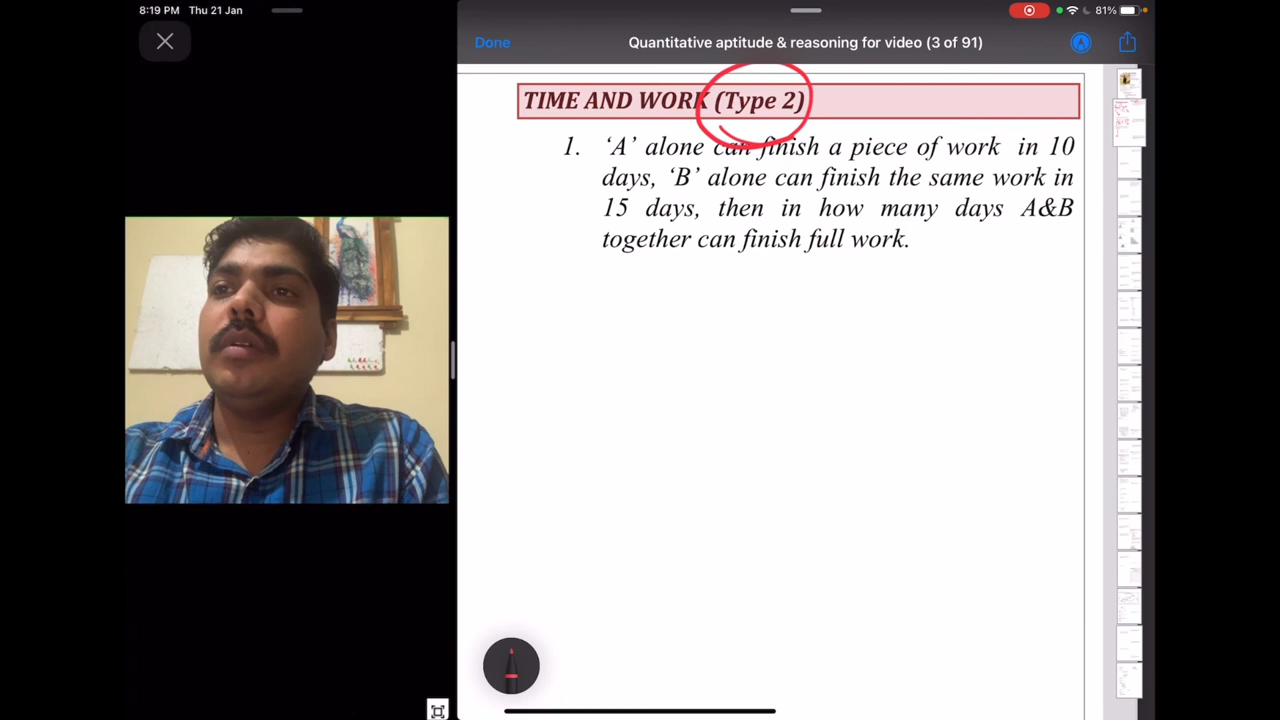 8:19 PM Thu 21 Jan
81%
Done
Quantitative aptitude & reasoning for video (3 of 91)
TIME AND WORK (Type 2)
1. ‘A’ alone can finish a piece of work in 10
days, ‘B’ alone can finish the same work in
15 days, then in how many days A&B
together can finish full work.